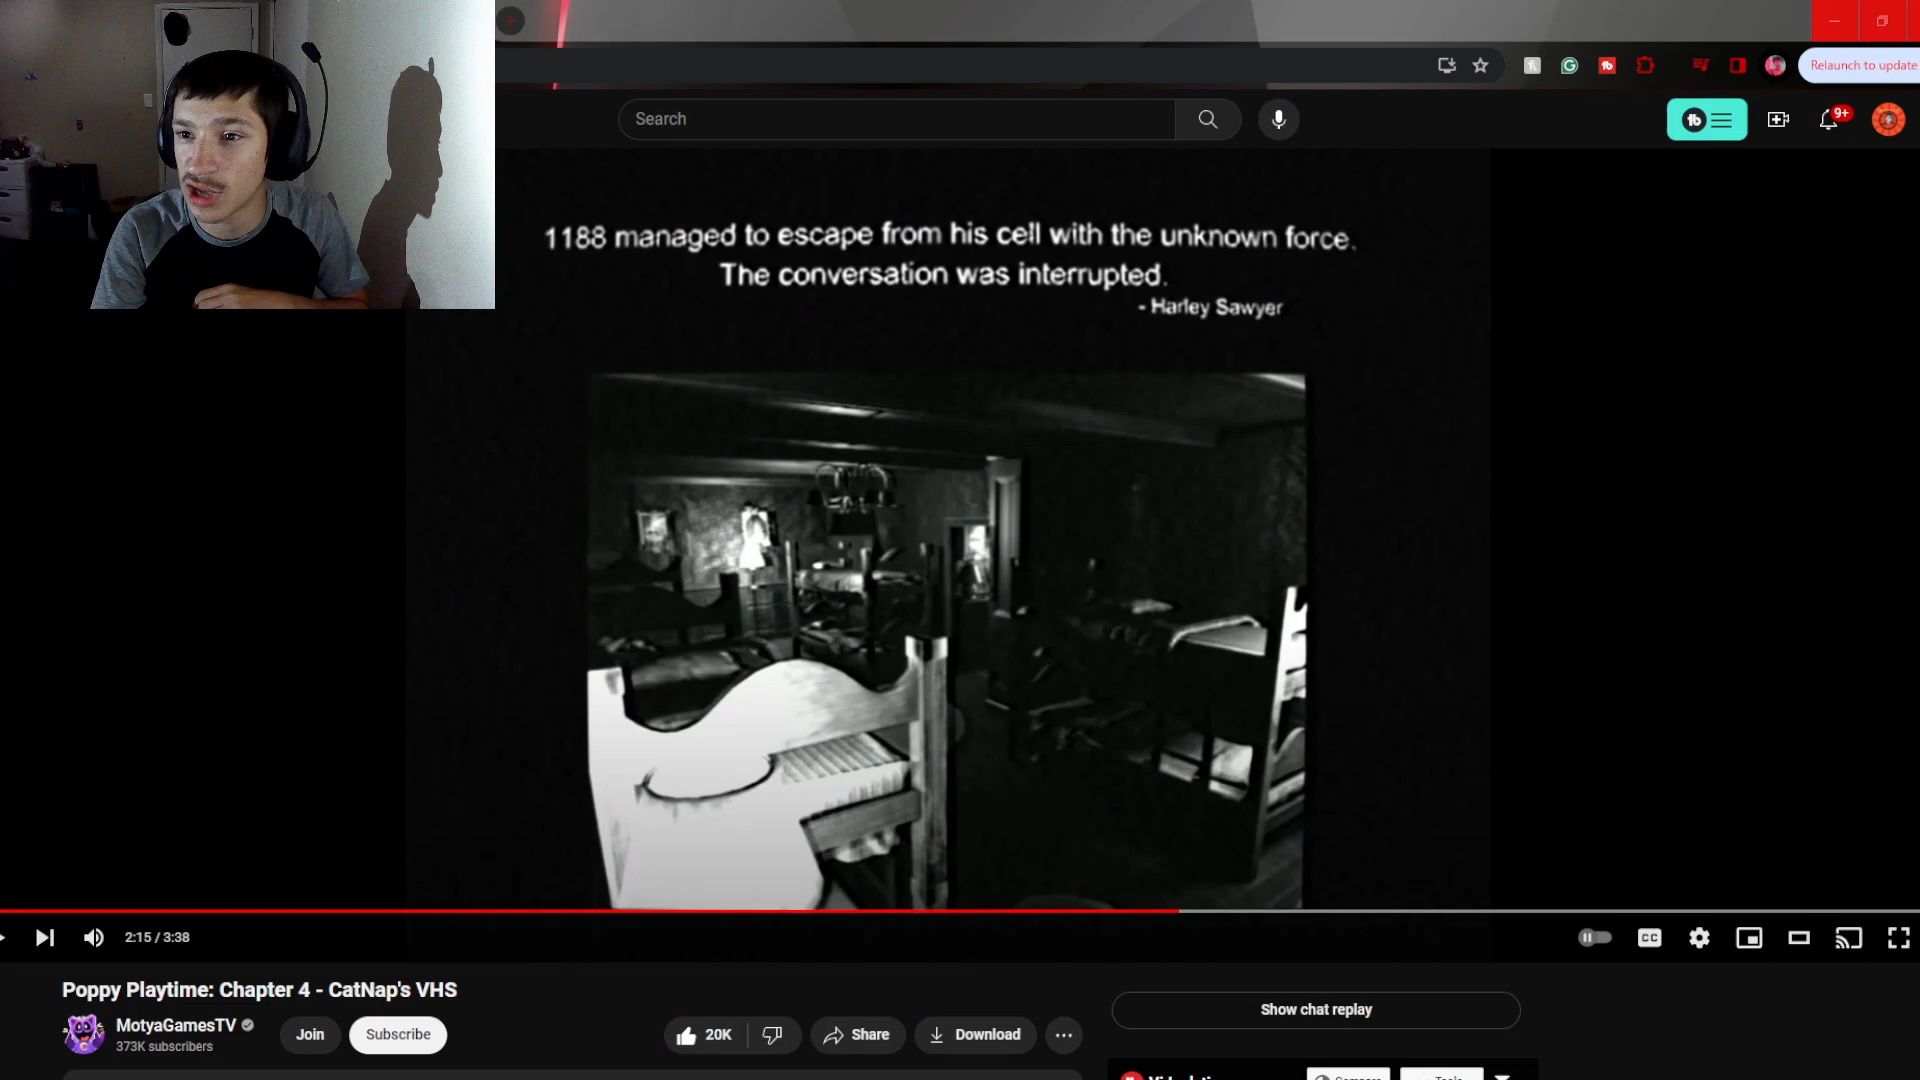 Relaunch to update
Search
9+
1188 managed to escape from his cell with the unknown force.
The conversation was interrupted.
- Harley Sawyer
2:15 / 3:38
CC
Poppy Playtime: Chapter 4 - CatNap's VHS
MotyaGamesTV
373K subscribers
Join
Subscribe
20K
Share
Download
Show chat replay